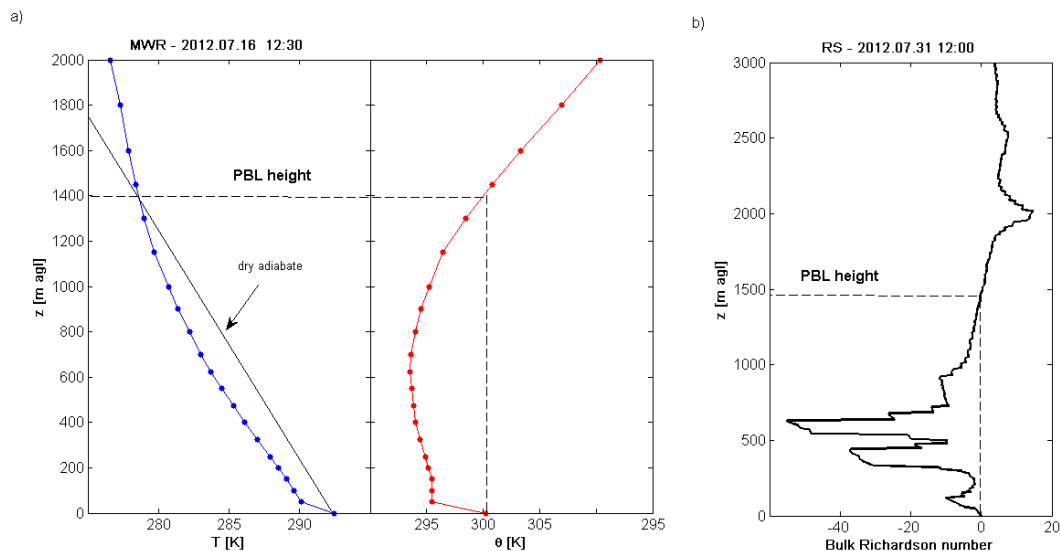 a)
MWR - 2012.07.16 12:30
2000
1800
1600
1400
1200
1000
800
600
400
200
0
z [m agl]
PBL height
dry adiabate
280
285
290
T [K]
295
300
305
295
θ [K]
b)
RS - 2012.07.31 12:00
3000
2500
2000
1500
1000
500
0
z [m agl]
PBL height
-40
-20
0
20
Bulk Richardson number